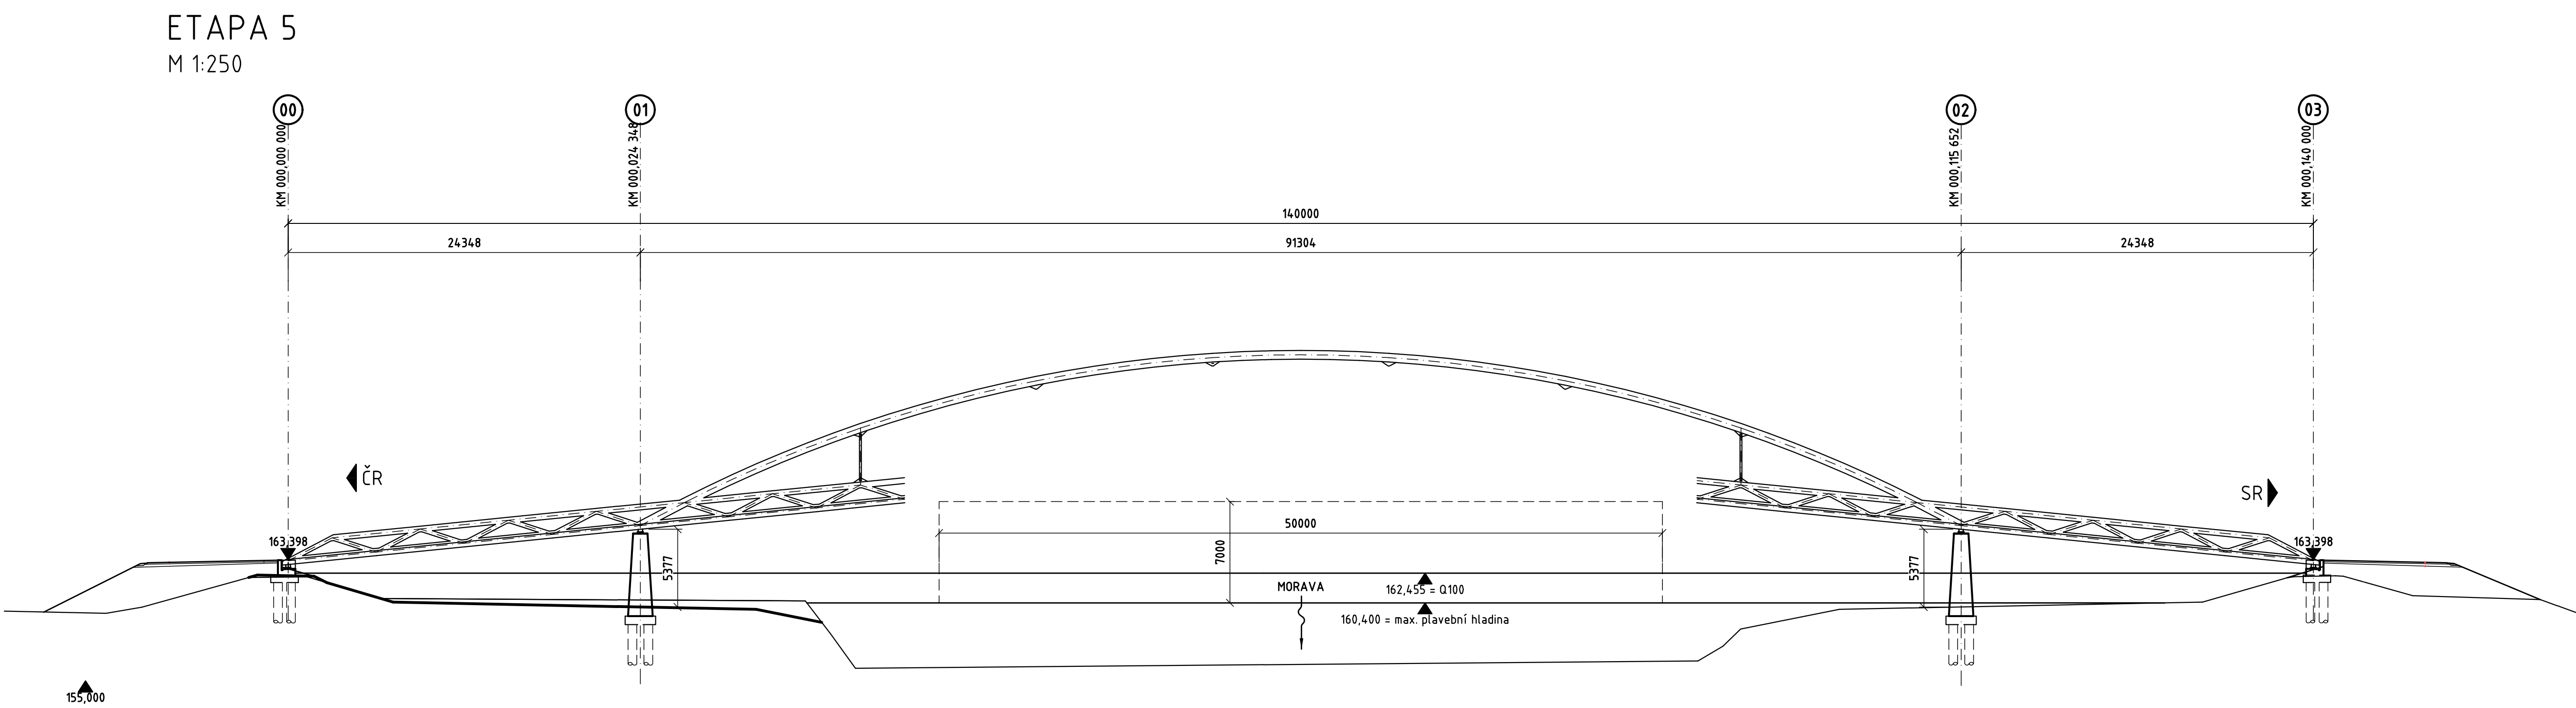 ETAPA 5
M 1:250
00
01
02
03
KM 000,000 000
KM 000,024 348
KM 000,115 652
KM 000,140 000
140000
24348
91304
24348
ČR
SR
163,398
163,398
50000
7000
5377
5377
MORAVA
162,455 = Q100
160,400 = max. plavební hladina
155,000